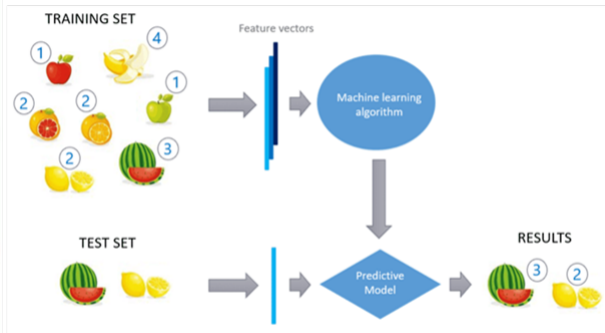 TRAINING SET
Feature vectors
4
1
1
Machine learning
algorithm
2
2
2
3
TEST SET
RESULTS
3
2
Predictive
Model